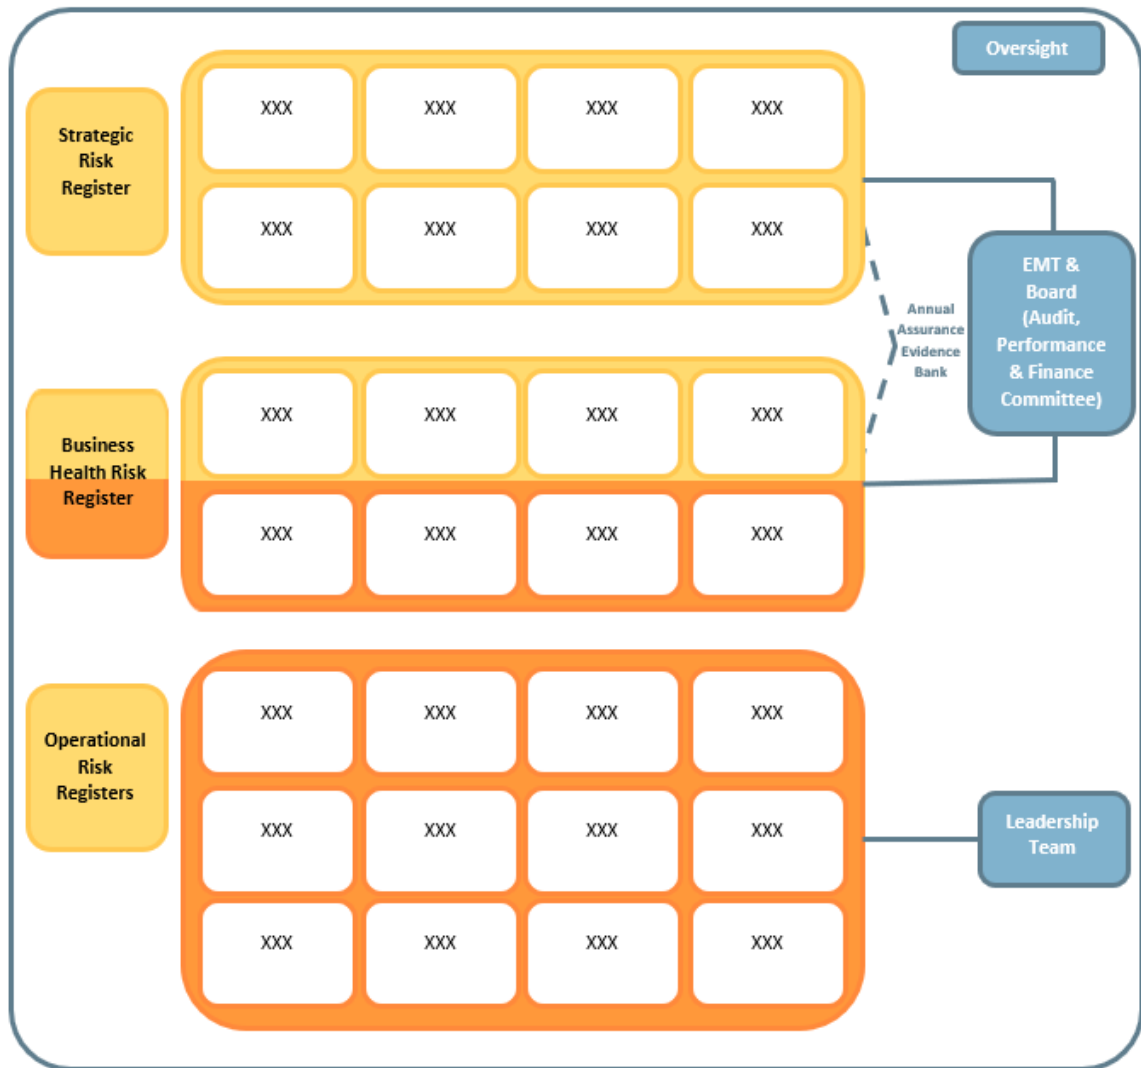 Oversight
Strategic
Risk
Register
XXX XXX XXX XXX
XXX XXX XXX XXX
EMT &
Board
(Audit,
Performance
& Finance
Committee)
Annual
Assurance
Evidence
Bank
Business
Health Risk
Register
XXX XXX XXX XXX
XXX XXX XXX XXX
Operational
Risk
Registers
XXX XXX XXX XXX
XXX XXX XXX XXX
XXX XXX XXX XXX
Leadership
Team